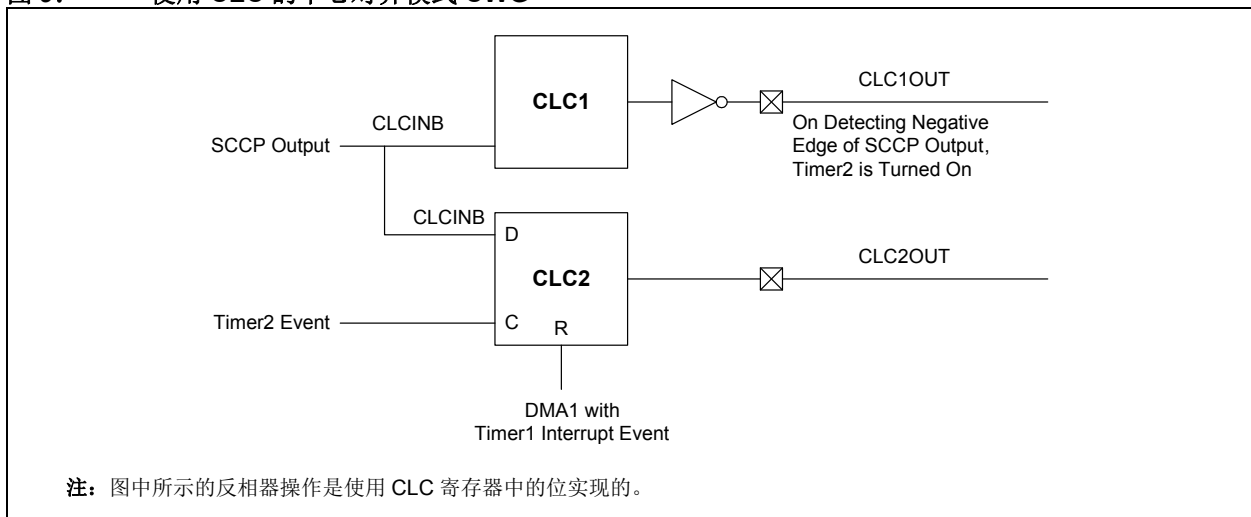 CLC1
CLC1OUT
CLCINB
SCCP Output
On Detecting Negative
Edge of SCCP Output,
Timer2 is Turned On
CLCINB
D
CLC2
CLC2OUT
Timer2 Event
C
R
DMA1 with
Timer1 Interrupt Event
注：图中所示的反相器操作是使用 CLC 寄存器中的位实现的。